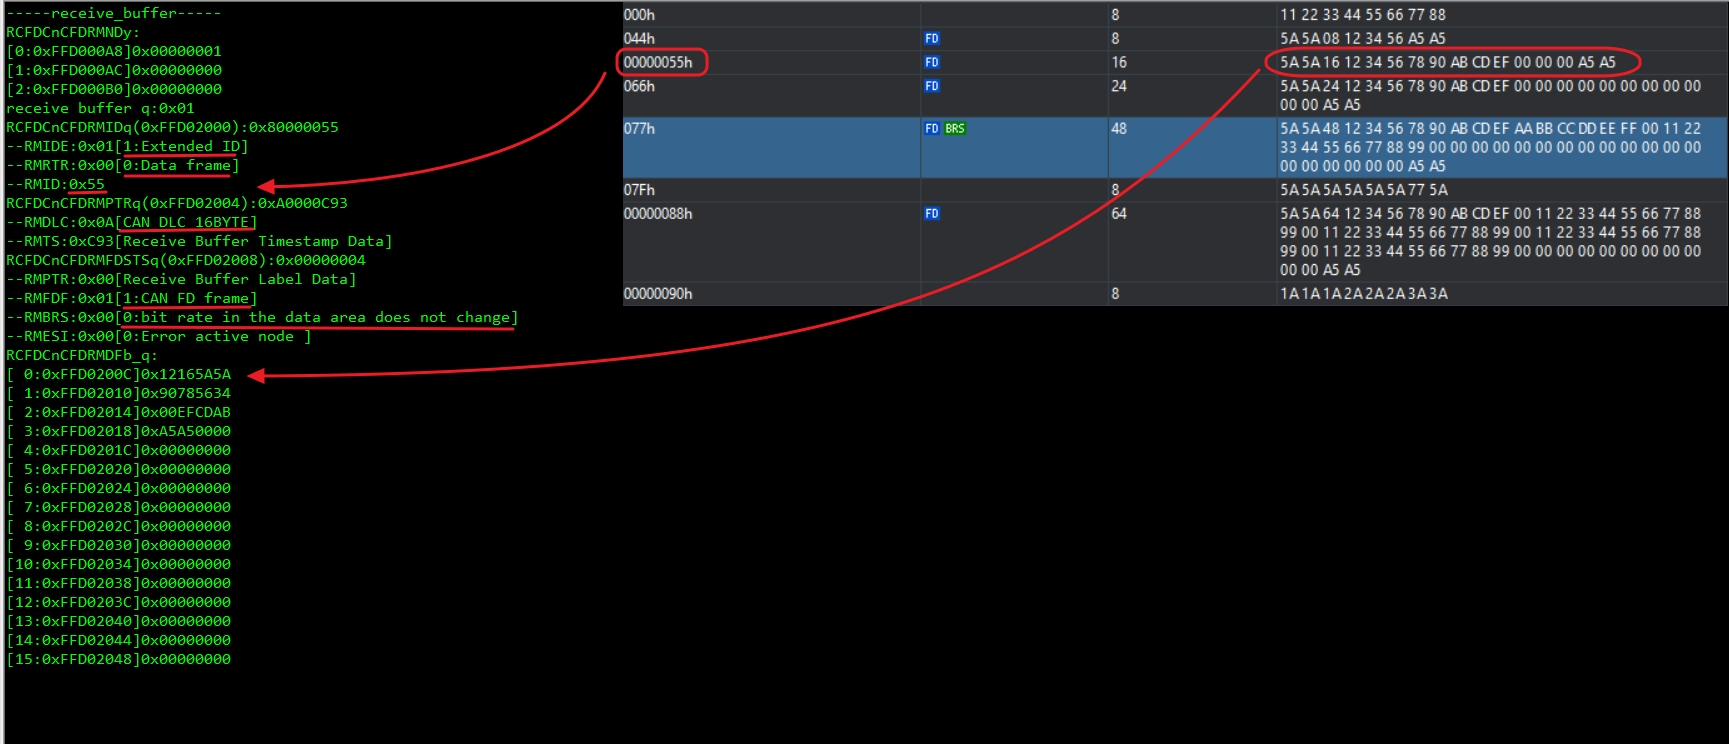 -----receive_buffer-----
RCFDCnCFDRMNDy:
[0:0xFFD000A8]0x00000001
[1:0xFFD000AC]0x00000000
[2:0xFFD000B0]0x00000000
receive buffer q:0x01
RCFDCnCFDRMIDq(0xFFD02000):0x80000055
--RMIDE:0x01[1:Extended ID]
--RMRTR:0x00[0:Data frame]
--RMID:0x55
RCFDCnCFDRMPTRq(0xFFD02004):0xA0000C93
--RMDLC:0x0A[CAN DLC 16BYTE]
--RMTS:0xC93[Receive Buffer Timestamp Data]
RCFDCnCFDRMFDSTSq(0xFFD02008):0x00000004
--RMPTR:0x00[Receive Buffer Label Data]
--RMFDF:0x01[1:CAN FD frame]
--RMBRS:0x00[0:bit rate in the data area does not change]
--RMESI:0x00[0:Error active node ]
RCFDCnCFDRMDFb_q:
[ 0:0xFFD0200C]0x12165A5A
[ 1:0xFFD02010]0x90785634
[ 2:0xFFD02014]0x00EFCDAB
[ 3:0xFFD02018]0xA5A50000
[ 4:0xFFD0201C]0x00000000
[ 5:0xFFD02020]0x00000000
[ 6:0xFFD02024]0x00000000
[ 7:0xFFD02028]0x00000000
[ 8:0xFFD0202C]0x00000000
[ 9:0xFFD02030]0x00000000
[10:0xFFD02034]0x00000000
[11:0xFFD02038]0x00000000
[12:0xFFD0203C]0x00000000
[13:0xFFD02040]0x00000000
[14:0xFFD02044]0x00000000
[15:0xFFD02048]0x00000000
000h 8 11 22 33 44 55 66 77 88
044h FD 8 5A 5A 08 12 34 56 A5 A5
00000055h FD 16 5A 5A 16 12 34 56 78 90 AB CD EF 00 00 00 A5 A5
066h FD 24 5A 5A 24 12 34 56 78 90 AB CD EF 00 00 00 00 00 00 00 00 00 00
00 00 A5 A5
077h FD BRS 48 5A 5A 48 12 34 56 78 90 AB CD EF AA BB CC DD EE FF 00 11 22
33 44 55 66 77 88 99 00 00 00 00 00 00 00 00 00 00 00 00 00 00
00 00 00 00 00 00 A5 A5
07Fh 8 5A 5A 5A 5A 5A 5A 77 5A
00000088h FD 64 5A 5A 64 12 34 56 78 90 AB CD EF 00 11 22 33 44 55 66 77 88
99 00 11 22 33 44 55 66 77 88 99 00 11 22 33 44 55 66 77 88
99 00 11 22 33 44 55 66 77 88 99 00 00 00 00 00 00 00 00 00
00 00 A5 A5
00000090h 8 1A 1A 1A 2A 2A 2A 3A 3A